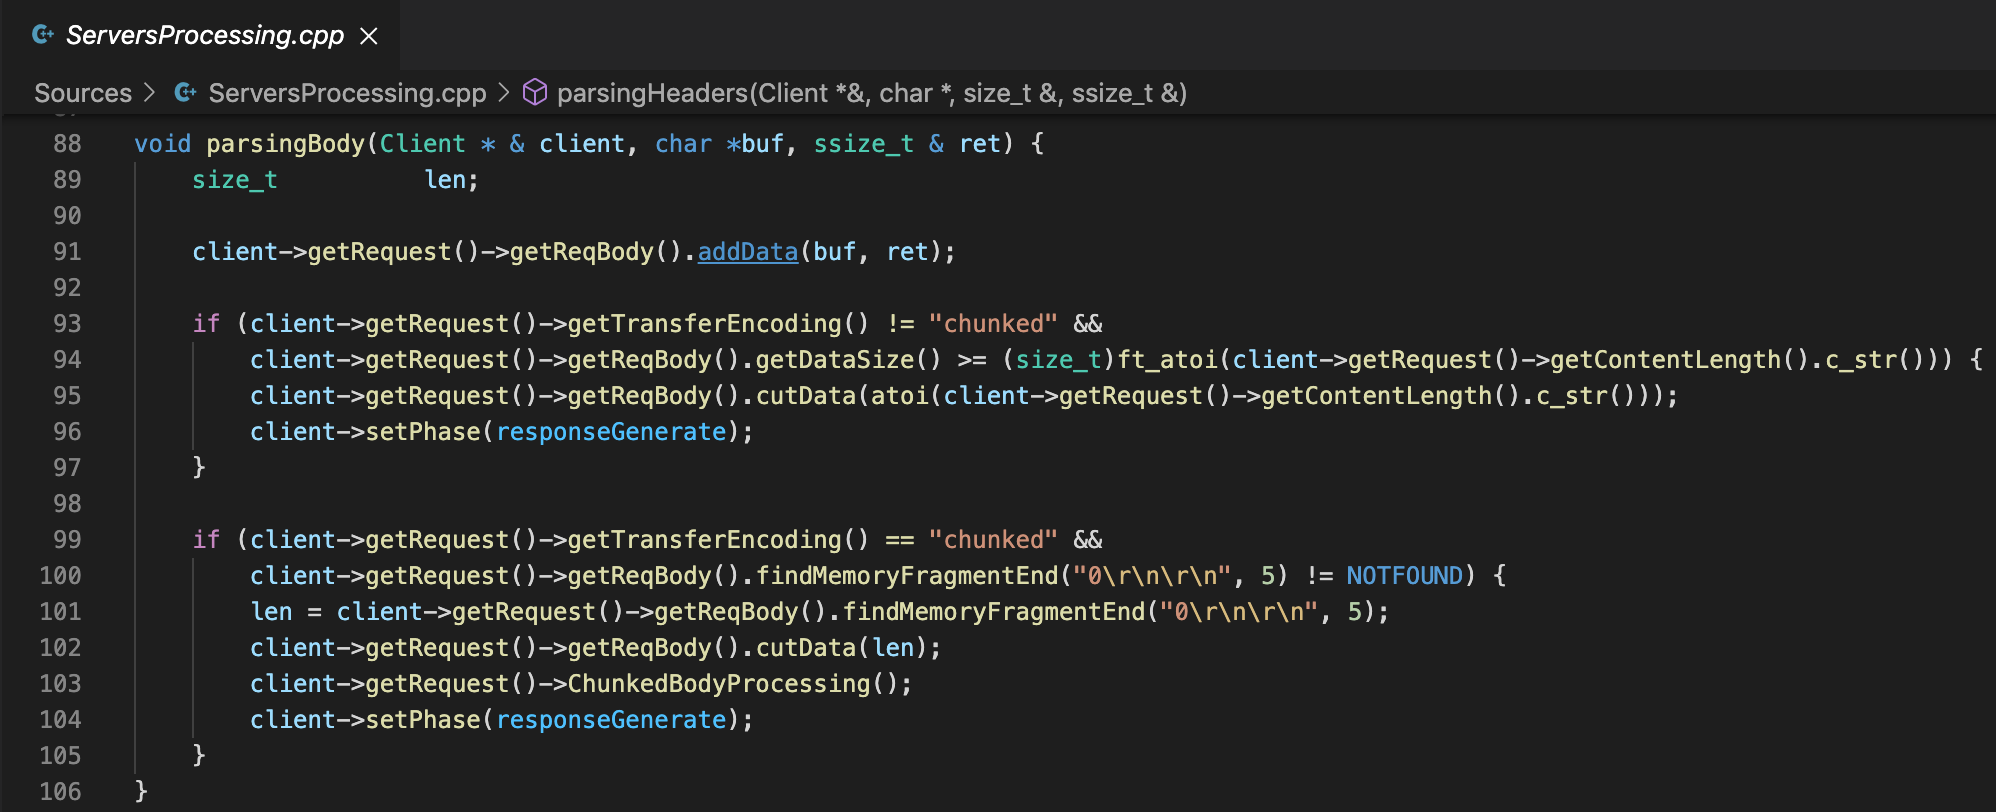 ServersProcessing.cpp
Sources > ServersProcessing.cpp > parsingHeaders(Client *&, char *, size_t &, ssize_t &)
88 void parsingBody(Client * & client, char *buf, ssize_t & ret) {
89 size_t len;
90
91 client->getRequest()->getReqBody().addData(buf, ret);
92
93 if (client->getRequest()->getTransferEncoding() != "chunked" &&
94 client->getRequest()->getReqBody().getDataSize() >= (size_t)ft_atoi(client->getRequest()->getContentLength().c_str())) {
95 client->getRequest()->getReqBody().cutData(atoi(client->getRequest()->getContentLength().c_str()));
96 client->setPhase(responseGenerate);
97 }
98
99 if (client->getRequest()->getTransferEncoding() == "chunked" &&
100 client->getRequest()->getReqBody().findMemoryFragmentEnd("0\r\n\r\n", 5) != NOTFOUND) {
101 len = client->getRequest()->getReqBody().findMemoryFragmentEnd("0\r\n\r\n", 5);
102 client->getRequest()->getReqBody().cutData(len);
103 client->getRequest()->ChunkedBodyProcessing();
104 client->setPhase(responseGenerate);
105 }
106 }